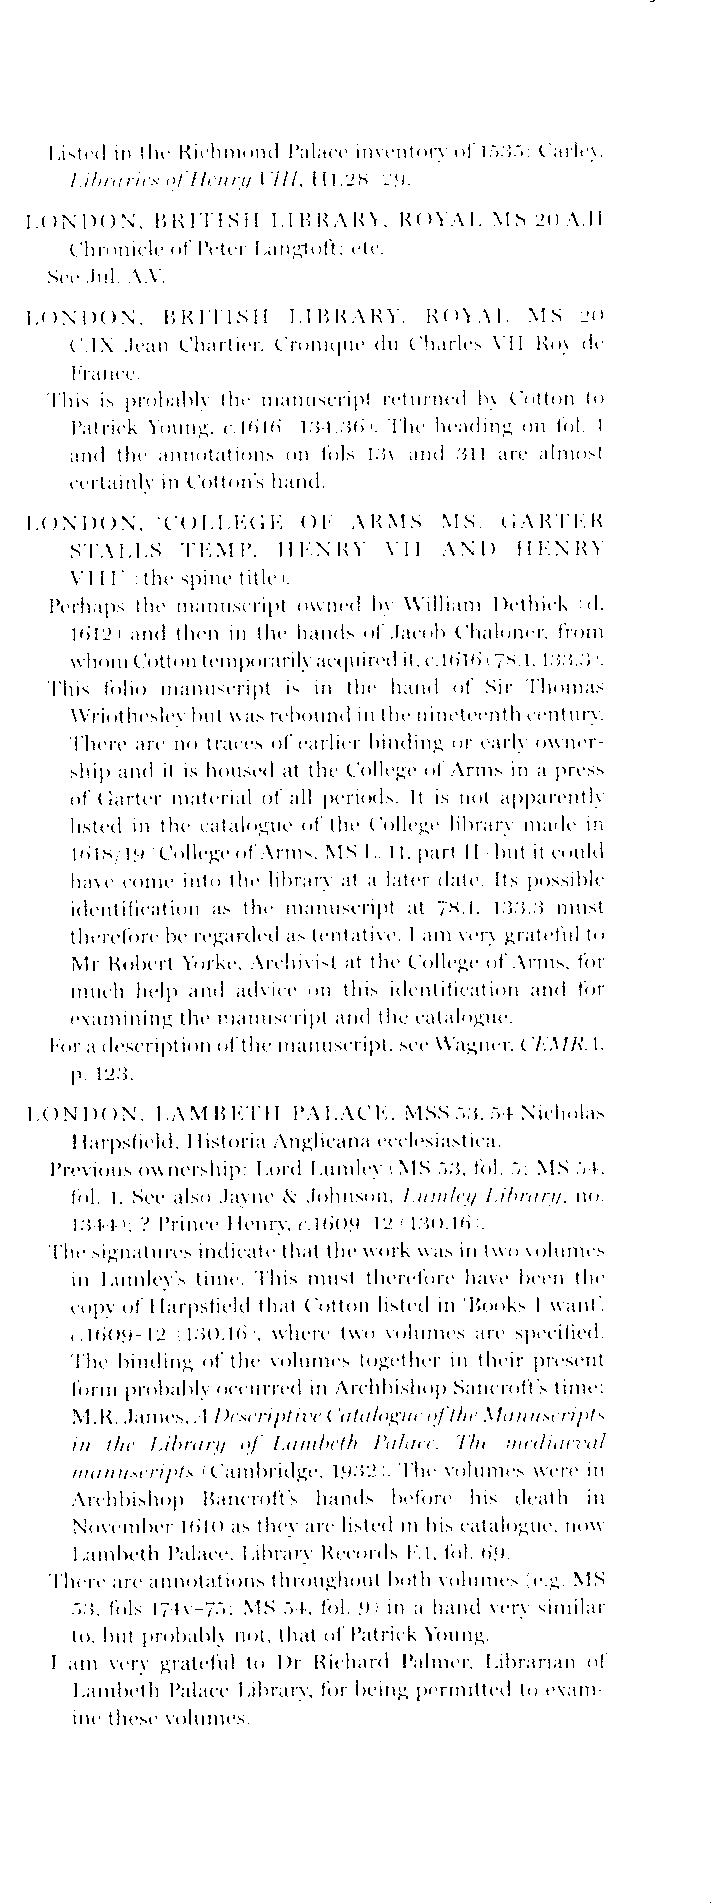 Listed in the Richmond Palace inventory of 1535: Carley,
Libraries of Henry VIII, H1.28–29.
LONDON, BRITISH LIBRARY, ROYAL MS 20 A.II
Chronicle of Peter Langtoft; etc.
See Jul. A.V.
LONDON, BRITISH LIBRARY, ROYAL MS 20
C.IX Jean Chartier, Cronique du Charles VII Roy de
France.
This is probably the manuscript returned by Cotton to
Patrick Young, c.1616 (134.36). The heading on fol. 1
and the annotations on fols 13v and 311 are almost
certainly in Cotton's hand.
LONDON, 'COLLEGE OF ARMS MS. GARTER
STALLS TEMP. HENRY VII AND HENRY
VIII' (the spine title).
Perhaps the manuscript owned by William Dethick (d.
1612) and then in the hands of Jacob Chaloner, from
whom Cotton temporarily acquired it, c.1616 (78.1, 133.3).
This folio manuscript is in the hand of Sir Thomas
Wriothesley but was rebound in the nineteenth century.
There are no traces of earlier binding or early owner-
ship and it is housed at the College of Arms in a press
of Garter material of all periods. It is not apparently
listed in the catalogue of the College library made in
1618/19 (College of Arms, MS L. 11, part II) but it could
have come into the library at a later date. Its possible
identification as the manuscript at 78.1, 133.3 must
therefore be regarded as tentative. I am very grateful to
Mr Robert Yorke, Archivist at the College of Arms, for
much help and advice on this identification and for
examining the manuscript and the catalogue.
For a description of the manuscript, see Wagner, CEMRA,
p. 123.
LONDON, LAMBETH PALACE, MSS 53, 54 Nicholas
Harpsfield, Historia Anglicana ecclesiastica.
Previous ownership: Lord Lumley (MS 53, fol. 5; MS 54,
fol. 1. See also Jayne & Johnson, Lumley Library, no.
1344); ? Prince Henry, c.1609–12 (130.16).
The signatures indicate that the work was in two volumes
in Lumley's time. This must therefore have been the
copy of Harpsfield that Cotton listed in 'Books I want',
c.1609–12 (130.16), where two volumes are specified.
The binding of the volumes together in their present
form probably occurred in Archbishop Sancroft's time:
M.R. James, A Descriptive Catalogue of the Manuscripts
in the Library of Lambeth Palace. The mediaeval
manuscripts (Cambridge, 1932). The volumes were in
Archbishop Bancroft's hands before his death in
November 1610 as they are listed in his catalogue, now
Lambeth Palace, Library Records F.1, fol. 69.
There are annotations throughout both volumes (e.g. MS
53, fols 174v–75; MS 54, fol. 9) in a hand very similar
to, but probably not, that of Patrick Young.
I am very grateful to Dr Richard Palmer, Librarian of
Lambeth Palace Library, for being permitted to exam-
ine these volumes.